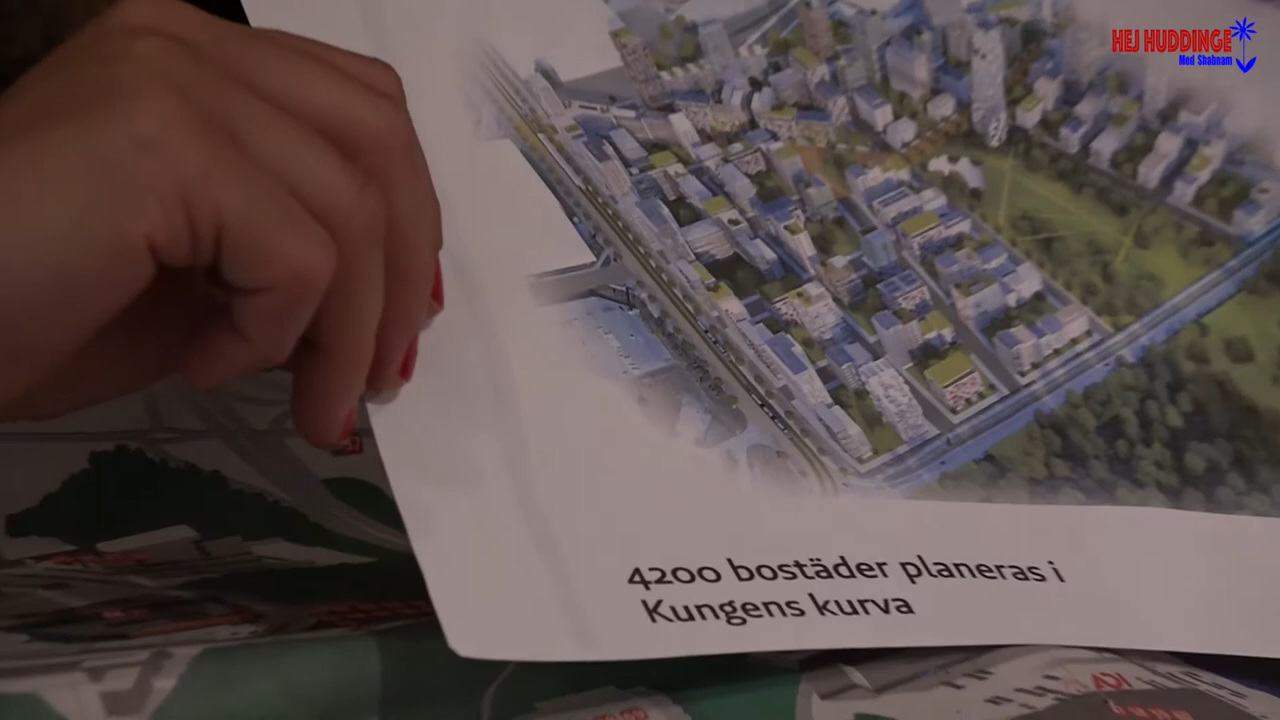 HEJ HUDDINGE
Med Shabnam
4200 bostäder planeras i
Kungens kurva